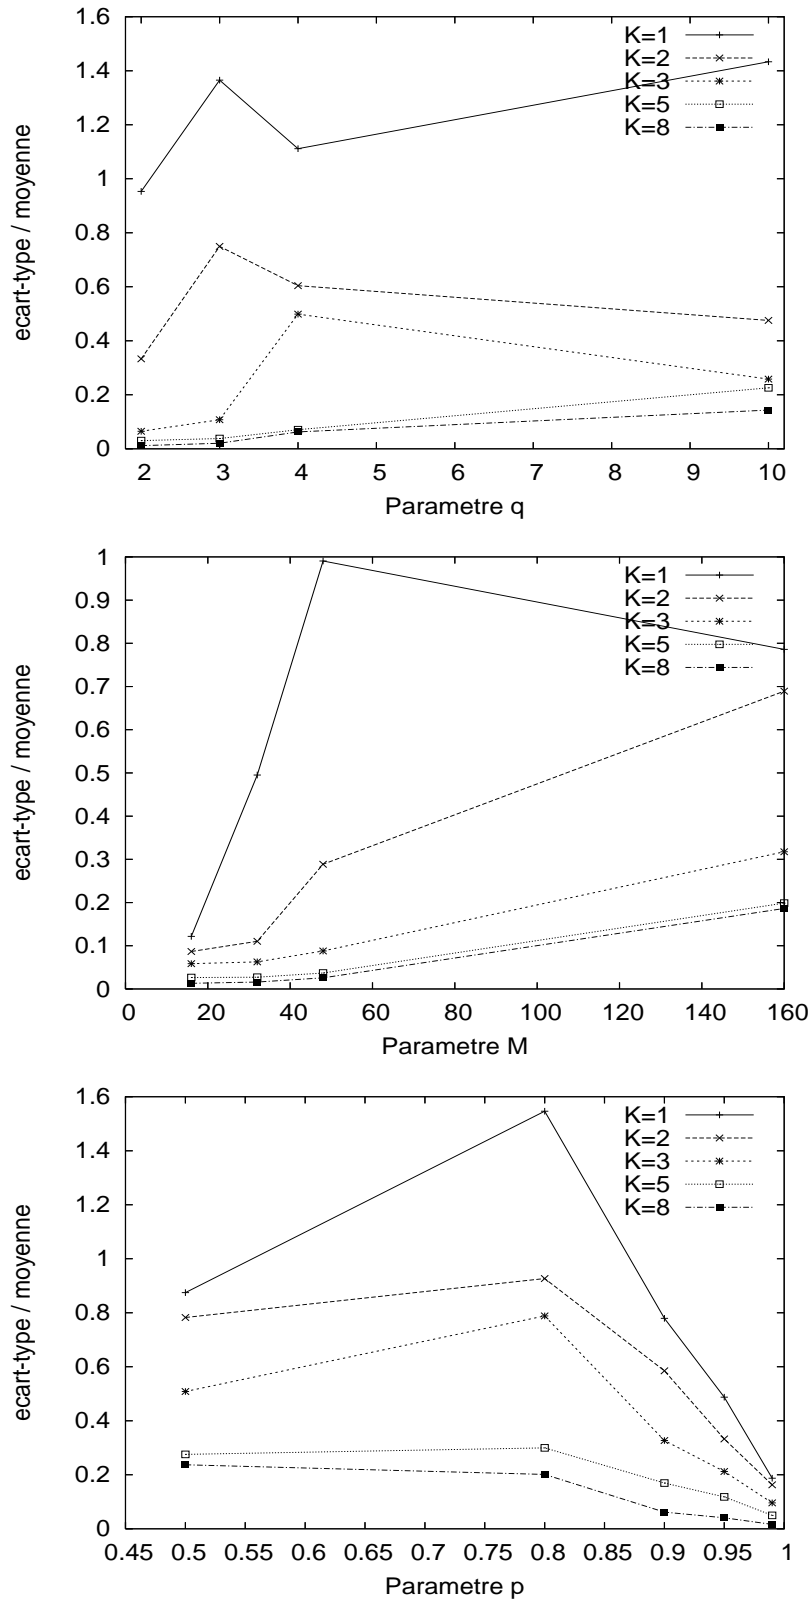 1.6
1.4
1.2
1
0.8
0.6
0.4
0.2
0
ecart-type / moyenne
K=1
K=2
K=3
K=5
K=8
2 3 4 5 6 7 8 9 10
Parametre q
1
0.9
0.8
0.7
0.6
0.5
0.4
0.3
0.2
0.1
0
ecart-type / moyenne
K=1
K=2
K=3
K=5
K=8
0 20 40 60 80 100 120 140 160
Parametre M
1.6
1.4
1.2
1
0.8
0.6
0.4
0.2
0
ecart-type / moyenne
K=1
K=2
K=3
K=5
K=8
0.45 0.5 0.55 0.6 0.65 0.7 0.75 0.8 0.85 0.9 0.95 1
Parametre p